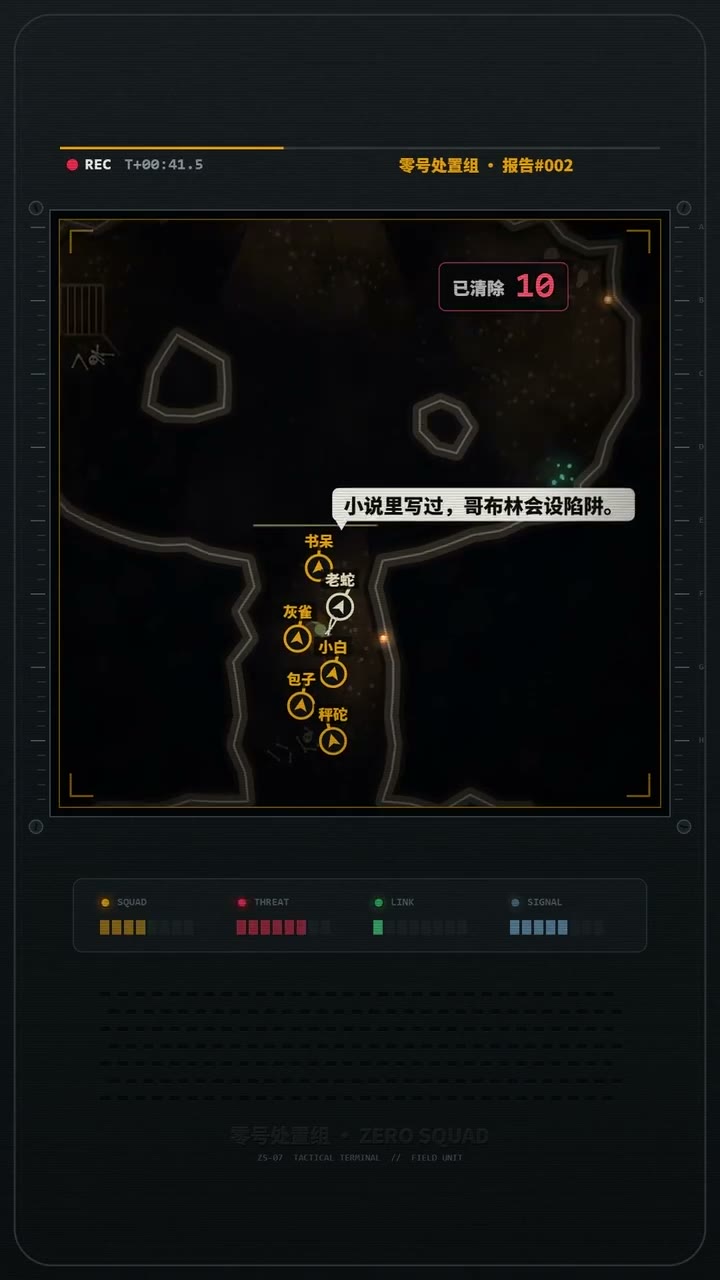 REC T+00:41.5
零号处置组 · 报告#002
已清除 10
小说里写过，哥布林会设陷阱。
书呆
老蛇
灰雀
小白
包子
秤砣
SQUAD THREAT LINK SIGNAL
零号处置组 · ZERO SQUAD
ZS-07 TACTICAL TERMINAL // FIELD UNIT